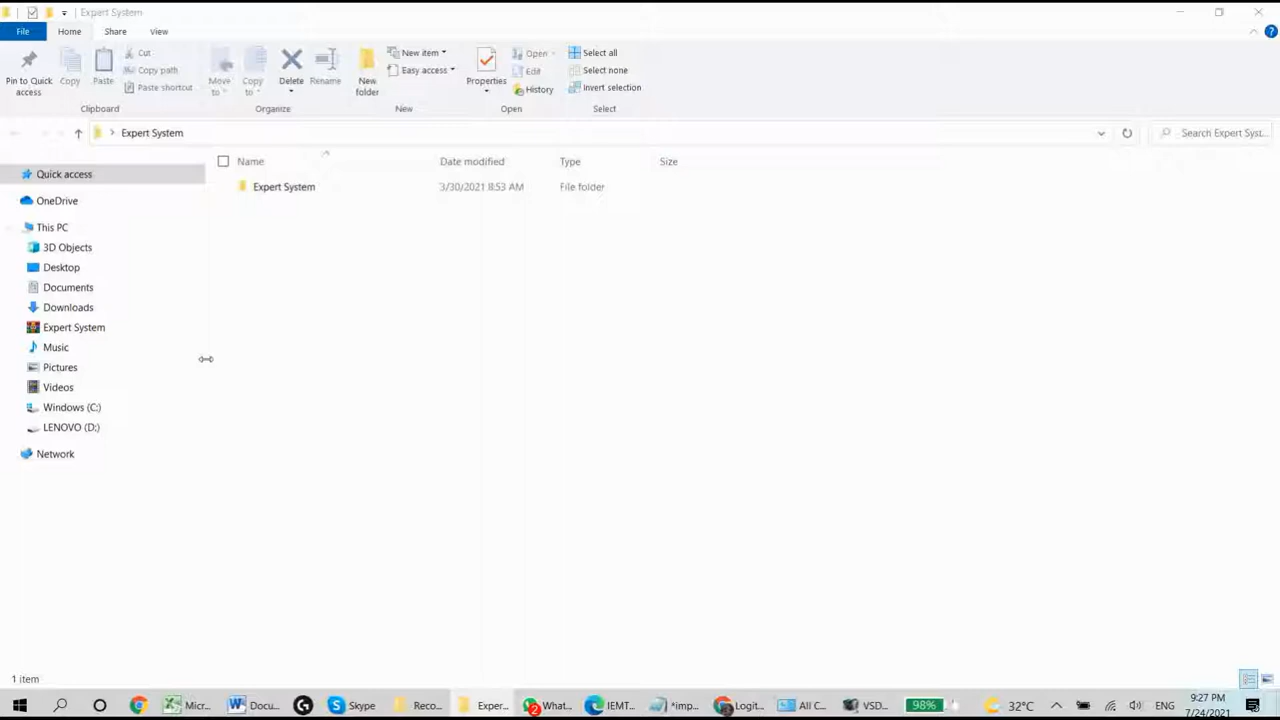 Expert System
File Home Share View
Pin to Quick access
Copy
Paste
Cut
Copy path
Paste shortcut
Clipboard
Move to
Copy to
Delete
Rename
Organize
New folder
New item
Easy access
New
Properties
Open
Edit
History
Open
Select all
Select none
Invert selection
Select
Expert System
Search Expert Syst...
Name Date modified Type Size
Expert System 3/30/2021 8:53 AM File folder
Quick access
OneDrive
This PC
3D Objects
Desktop
Documents
Downloads
Expert System
Music
Pictures
Videos
Windows (C:)
LENOVO (D:)
Network
1 item
Micr... Docu... Skype Reco... Exper... 2 What... IEMT... *imp... Logit... All C... VSD... 98% 32°C ENG 9:27 PM
7/24/2021